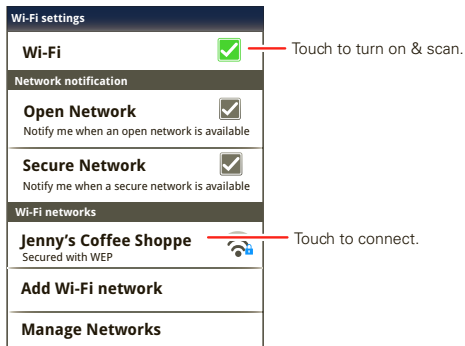 Wi-Fi settings
Wi-Fi
Touch to turn on & scan.
Network notification
Open Network
Notify me when an open network is available
Secure Network
Notify me when a secure network is available
Wi-Fi networks
Jenny's Coffee Shoppe
Touch to connect.
Secured with WEP
Add Wi-Fi network
Manage Networks